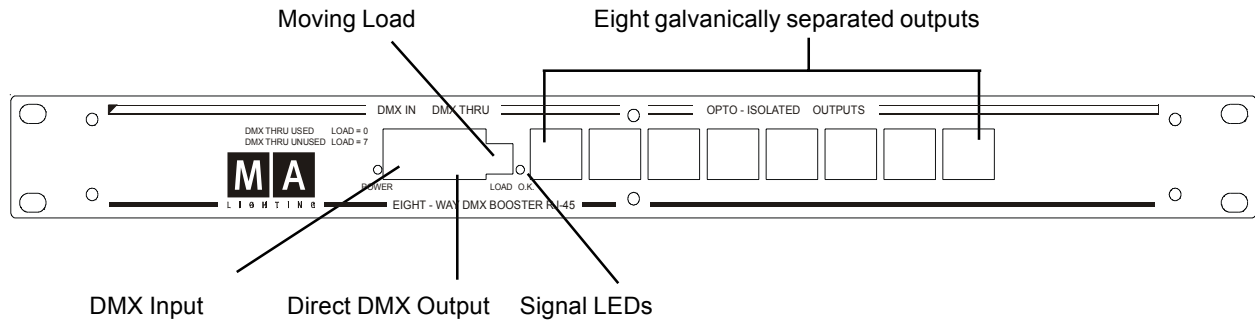 Moving Load
Eight galvanically separated outputs
DMX IN DMX THRU
OPTO - ISOLATED OUTPUTS
DMX THRU USED LOAD = 0
DMX THRU UNUSED LOAD = 7
MA
LIGHTING
POWER
LOAD O.K.
EIGHT - WAY DMX BOOSTER RJ-45
DMX Input
Direct DMX Output
Signal LEDs